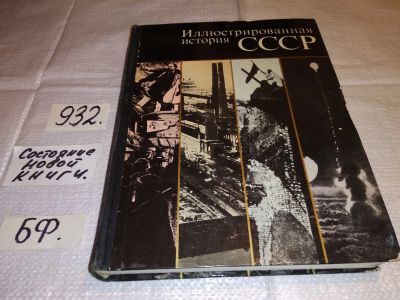 Иллюстрированная
история СССР
932.
Состояние
новой
книги.
БФ.